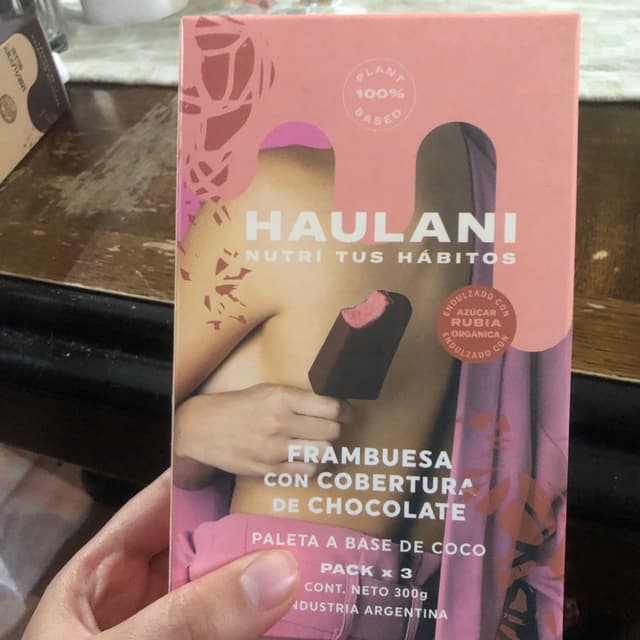 PLANT
100%
BASED
HAULANI
NUTRÍ TUS HÁBITOS
ENDULZADO CON
AZÚCAR
RUBIA
ORGÁNICA
ENDULZADO CON
FRAMBUESA
CON COBERTURA
DE CHOCOLATE
PALETA A BASE DE COCO
PACK x 3
CONT. NETO 300g
INDUSTRIA ARGENTINA